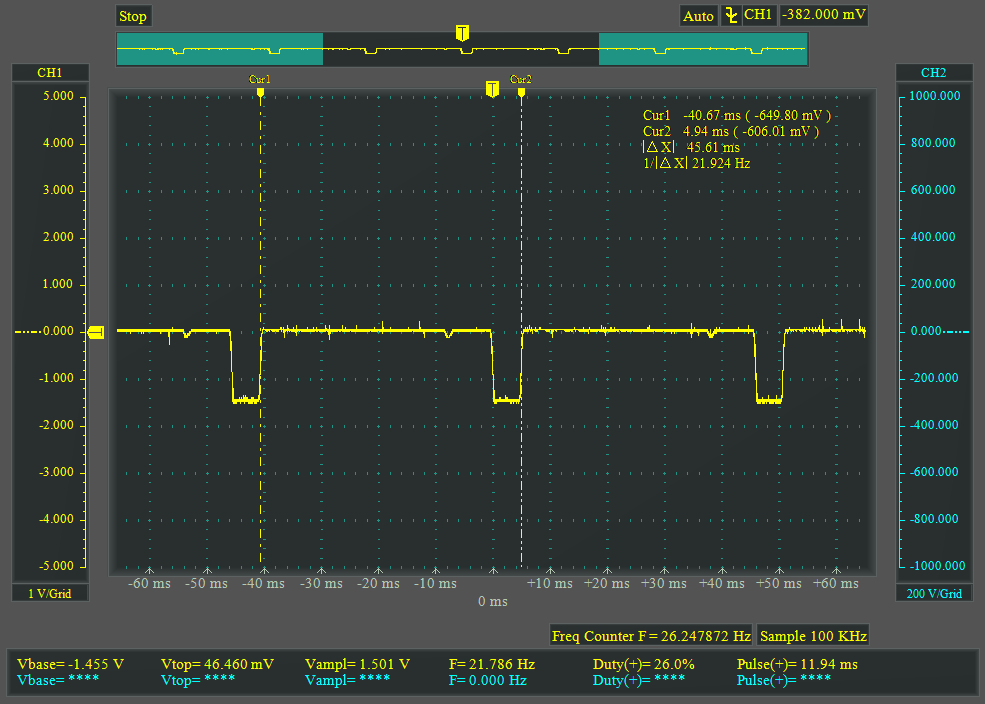 Stop
Auto
CH1
-382.000 mV
T
CH1
Cur1
T
Cur2
CH2
5.000
4.000
3.000
2.000
1.000
0.000
-1.000
-2.000
-3.000
-4.000
-5.000
1 V/Grid
Cur1 -40.67 ms ( -649.80 mV )
Cur2 4.94 ms ( -606.01 mV )
|△ X| 45.61 ms
1/|△ X| 21.924 Hz
1000.000
800.000
600.000
400.000
200.000
0.000
-200.000
-400.000
-600.000
-800.000
-1000.000
200 V/Grid
-60 ms -50 ms -40 ms -30 ms -20 ms -10 ms +10 ms +20 ms +30 ms +40 ms +50 ms +60 ms
0 ms
Freq Counter F = 26.247872 Hz Sample 100 KHz
Vbase= -1.455 V Vtop= 46.460 mV Vampl= 1.501 V F= 21.786 Hz Duty(+)= 26.0% Pulse(+)= 11.94 ms
Vbase= **** Vtop= **** Vampl= **** F= 0.000 Hz Duty(+)= **** Pulse(+)= ****